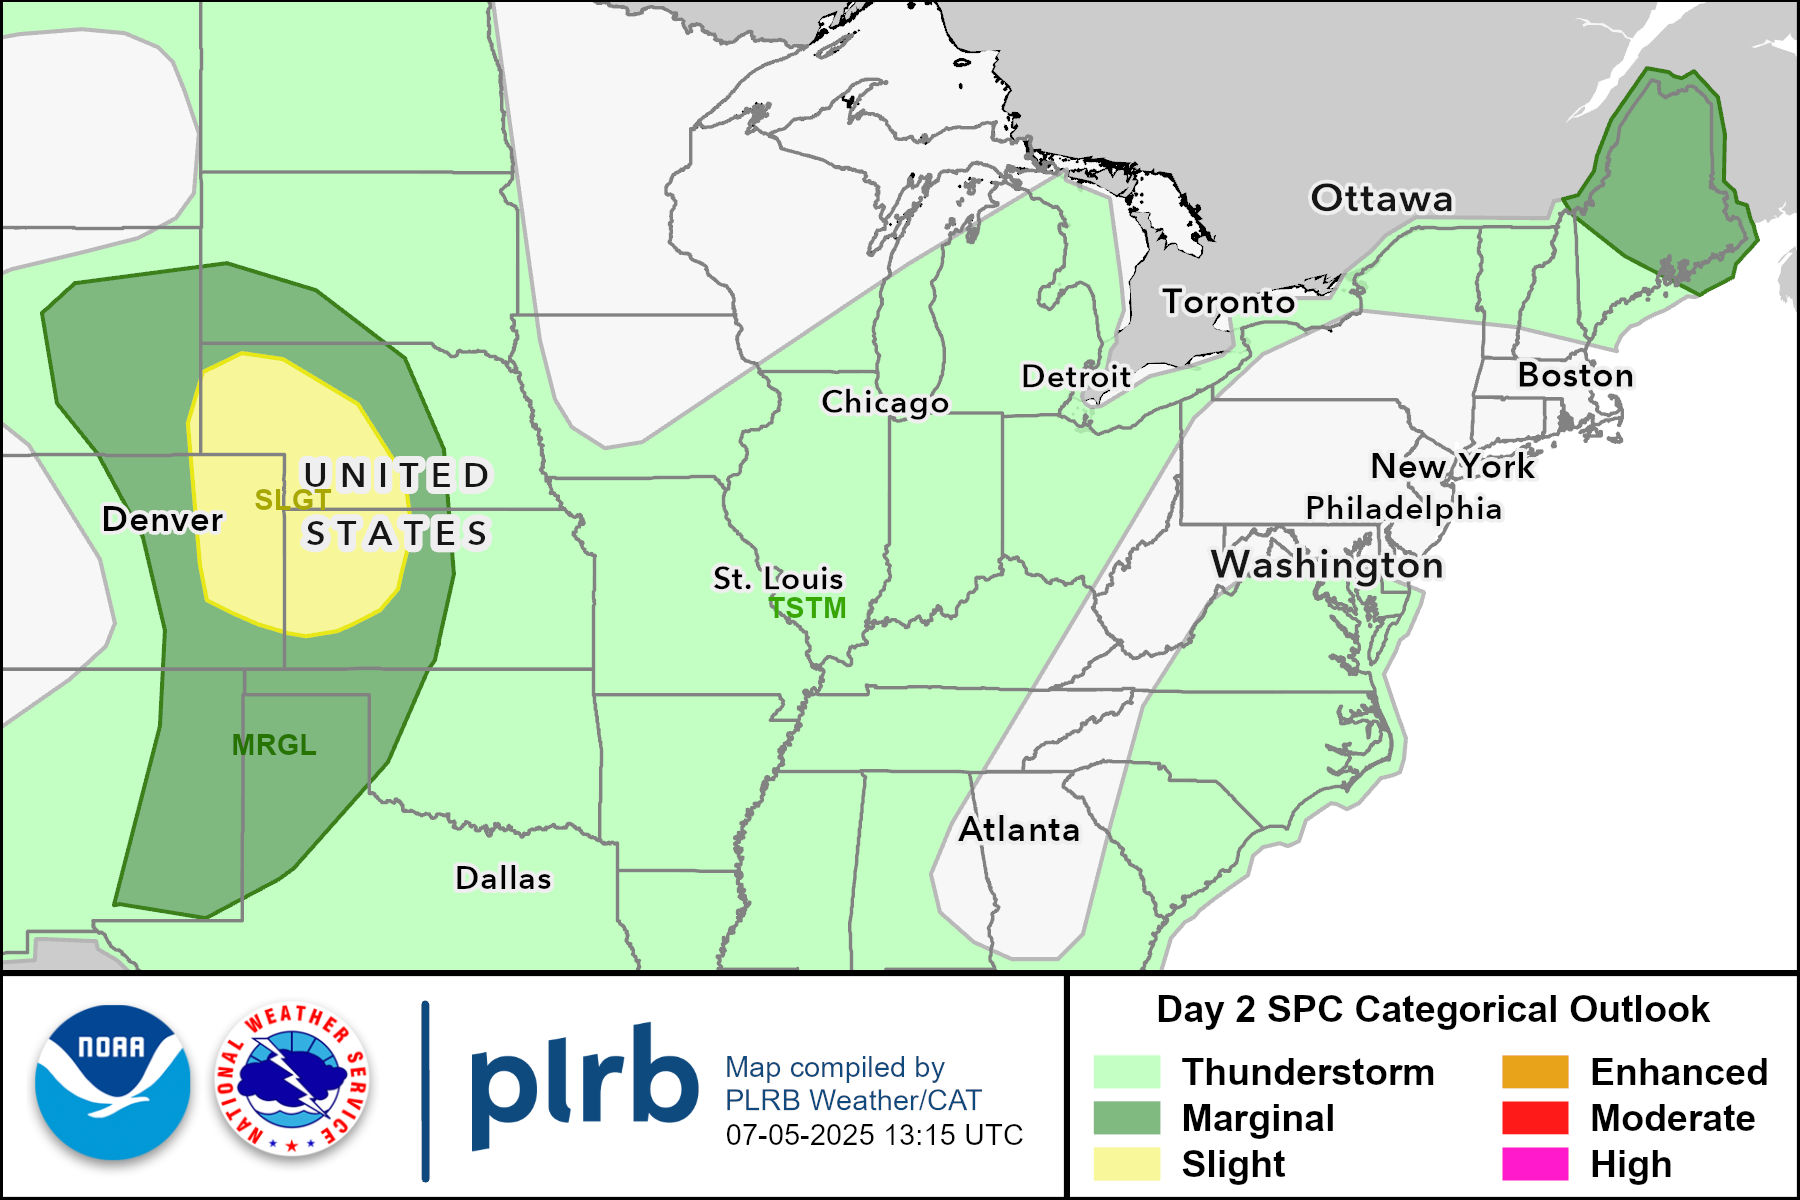 Ottawa
Toronto
Detroit
Boston
Chicago
New York
UNITED
SLGT
Philadelphia
Denver
STATES
Washington
St. Louis
TSTM
MRGL
Atlanta
Dallas
NOAA
NATIONAL WEATHER SERVICE
plrb
Map compiled by
PLRB Weather/CAT
07-05-2025 13:15 UTC
Day 2 SPC Categorical Outlook
Thunderstorm
Marginal
Slight
Enhanced
Moderate
High